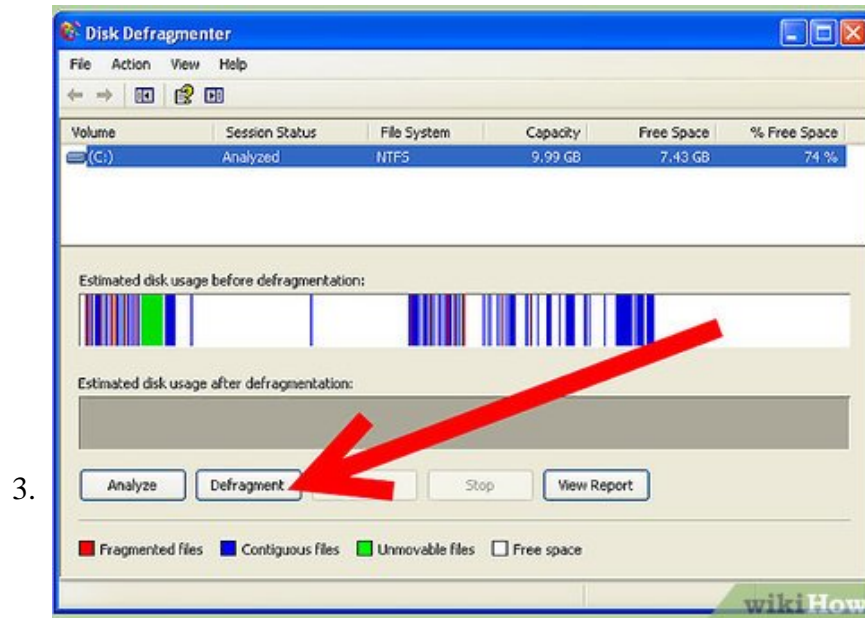 Disk Defragmenter
File Action View Help
Volume Session Status File System Capacity Free Space % Free Space
(C:) Analyzed NTFS 9.99 GB 7.43 GB 74 %
Estimated disk usage before defragmentation:
Estimated disk usage after defragmentation:
3.
Analyze Defragment Stop View Report
Fragmented files Contiguous files Unmovable files Free space
wikiHow